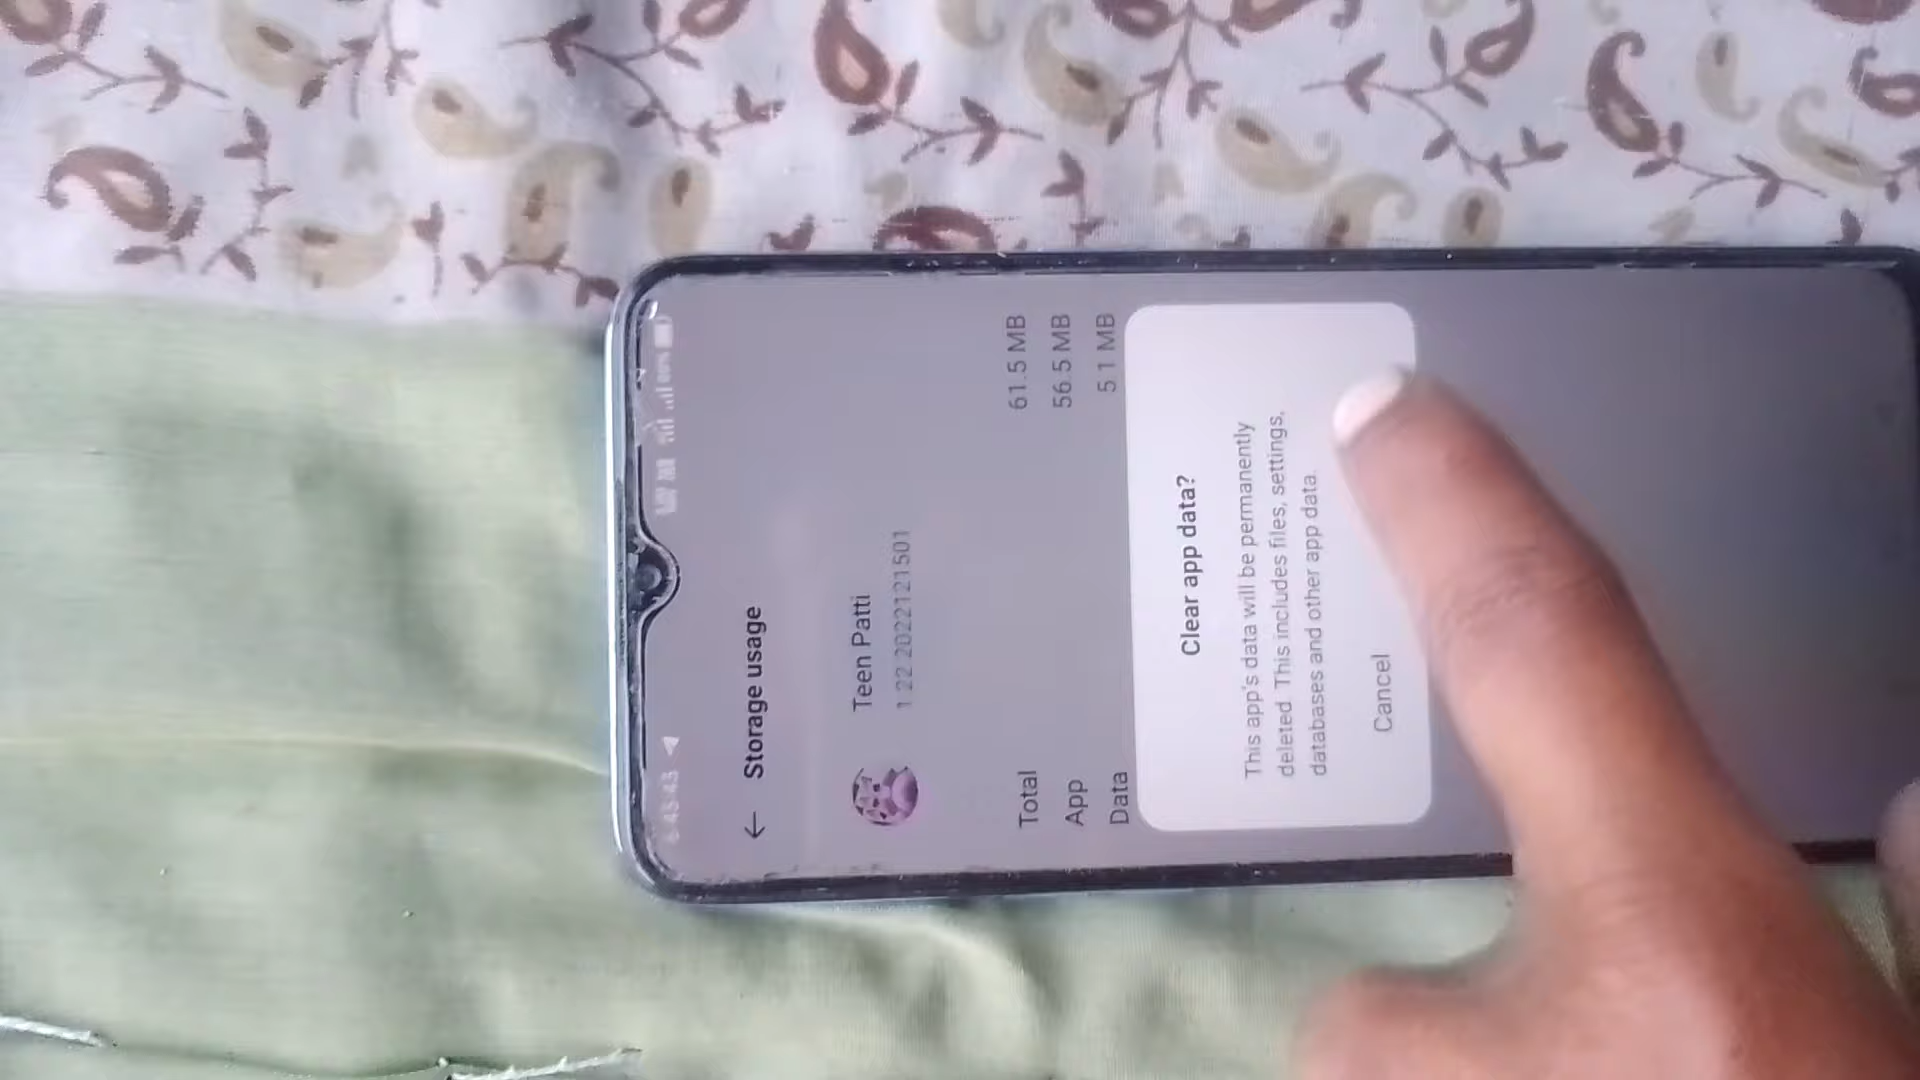 Storage usage
Teen Patti
1 22 2022121501
Total 61.5 MB
App 56.5 MB
Data 5 1 MB
Clear app data?
This app's data will be permanently
deleted. This includes files, settings,
databases and other app data.
Cancel